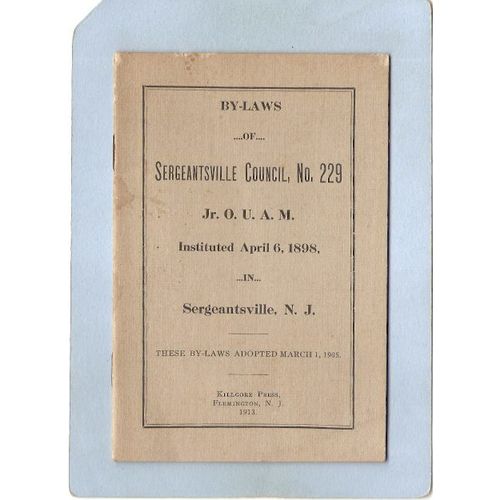 BY-LAWS
....OF....
SERGEANTSVILLE COUNCIL, No. 229
Jr. O. U. A. M.
Instituted April 6, 1898,
...IN...
Sergeantsville, N. J.
THESE BY-LAWS ADOPTED MARCH 1, 1905.
KILLGORE PRESS,
FLEMINGTON, N. J.
1913.